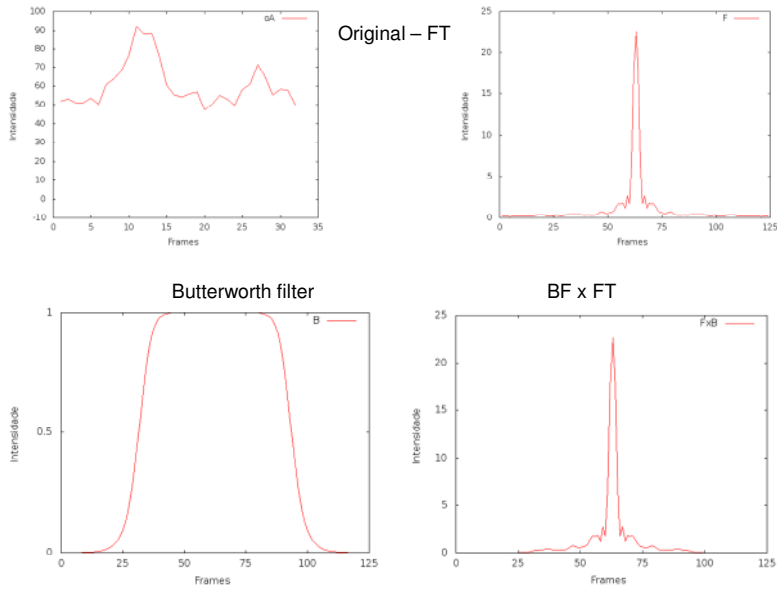 Original – FT
100
90
80
70
60
50
40
30
20
10
0
-10
0 5 10 15 20 25 30 35
Intensidade
Frames
αA
25
20
15
10
5
0
0 25 50 75 100 125
Intensidade
Frames
F
Butterworth filter
1
0.5
0
0 25 50 75 100 125
Intensidade
Frames
B
BF x FT
25
20
15
10
5
0
0 25 50 75 100 125
Intensidade
Frames
FxB